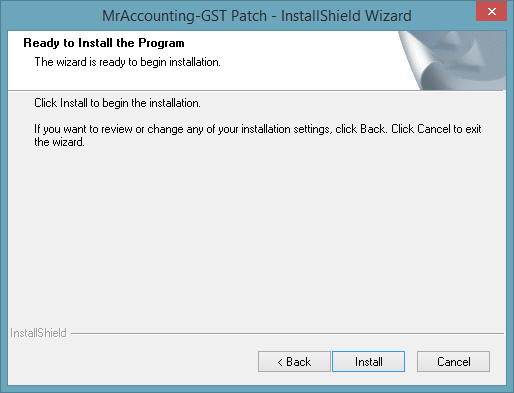 MrAccounting-GST Patch - InstallShield Wizard
Ready to Install the Program
The wizard is ready to begin installation.
Click Install to begin the installation.
If you want to review or change any of your installation settings, click Back. Click Cancel to exit
the wizard.
InstallShield
< Back
Install
Cancel